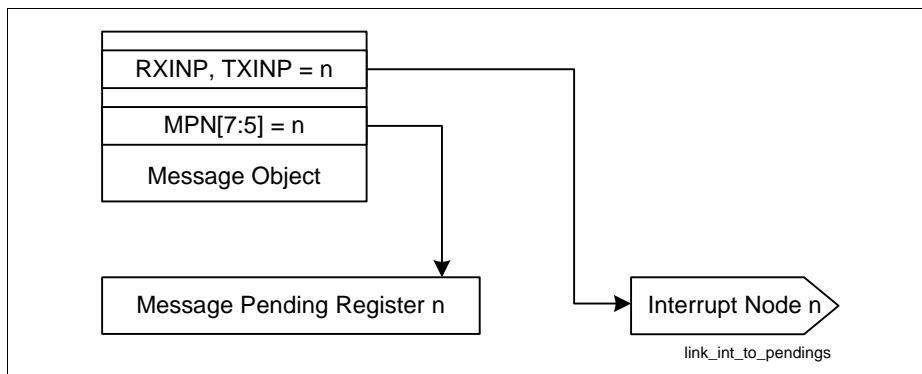 RXINP, TXINP = n
MPN[7:5] = n
Message Object
Message Pending Register n
Interrupt Node n
link_int_to_pendings